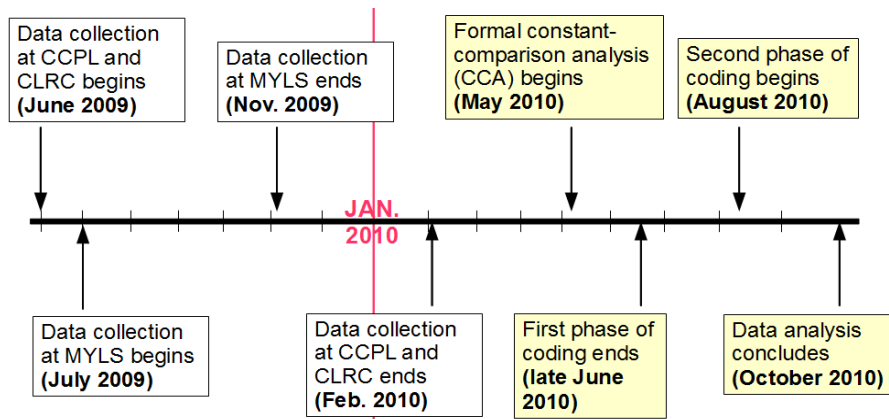 Data collection
at CCPL and
CLRC begins
(June 2009)
Data collection
at MYLS ends
(Nov. 2009)
Formal constant-
comparison analysis
(CCA) begins
(May 2010)
Second phase of
coding begins
(August 2010)
JAN.
2010
Data collection
at MYLS begins
(July 2009)
Data collection
at CCPL and
CLRC ends
(Feb. 2010)
First phase of
coding ends
(late June
2010)
Data analysis
concludes
(October 2010)